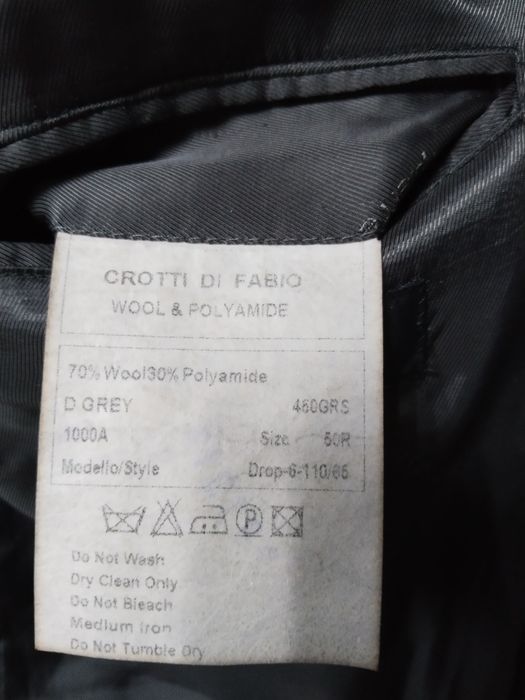 CROTTI DI FABIO
WOOL & POLYAMIDE
70% Wool30% Polyamide
D GREY 460GRS
1000A Size 50R
Modello/Style Drop-6-110/65
P
Do Not Wash
Dry Clean Only
Do Not Bleach
Medium Iron
Do Not Tumble Dry